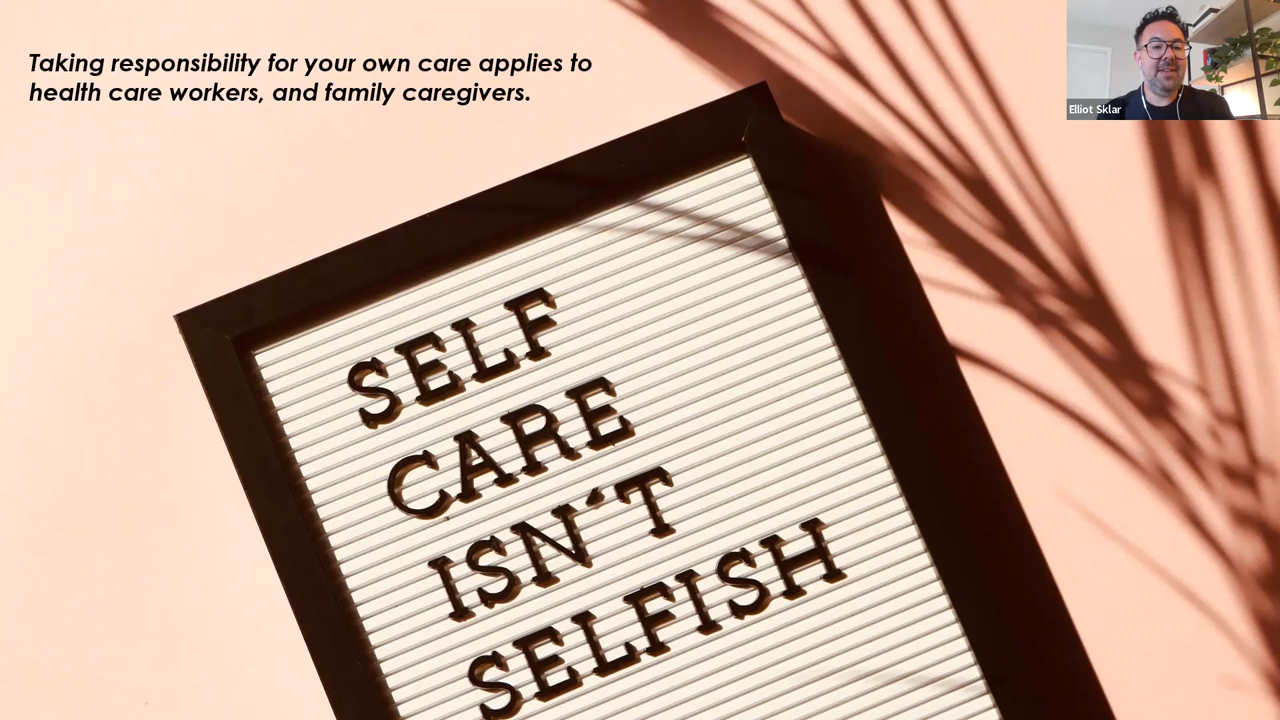 Taking responsibility for your own care applies to
health care workers, and family caregivers.
Elliot Sklar
SELF
CARE
ISN´T
SELFISH